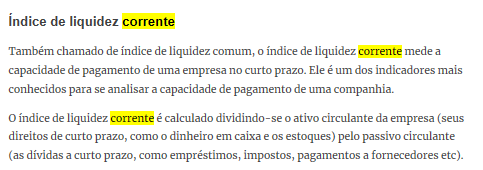 Índice de liquidez corrente
Também chamado de índice de liquidez comum, o índice de liquidez corrente mede a
capacidade de pagamento de uma empresa no curto prazo. Ele é um dos indicadores mais
conhecidos para se analisar a capacidade de pagamento de uma companhia.
O índice de liquidez corrente é calculado dividindo-se o ativo circulante da empresa (seus
direitos de curto prazo, como o dinheiro em caixa e os estoques) pelo passivo circulante
(as dívidas a curto prazo, como empréstimos, impostos, pagamentos a fornecedores etc).